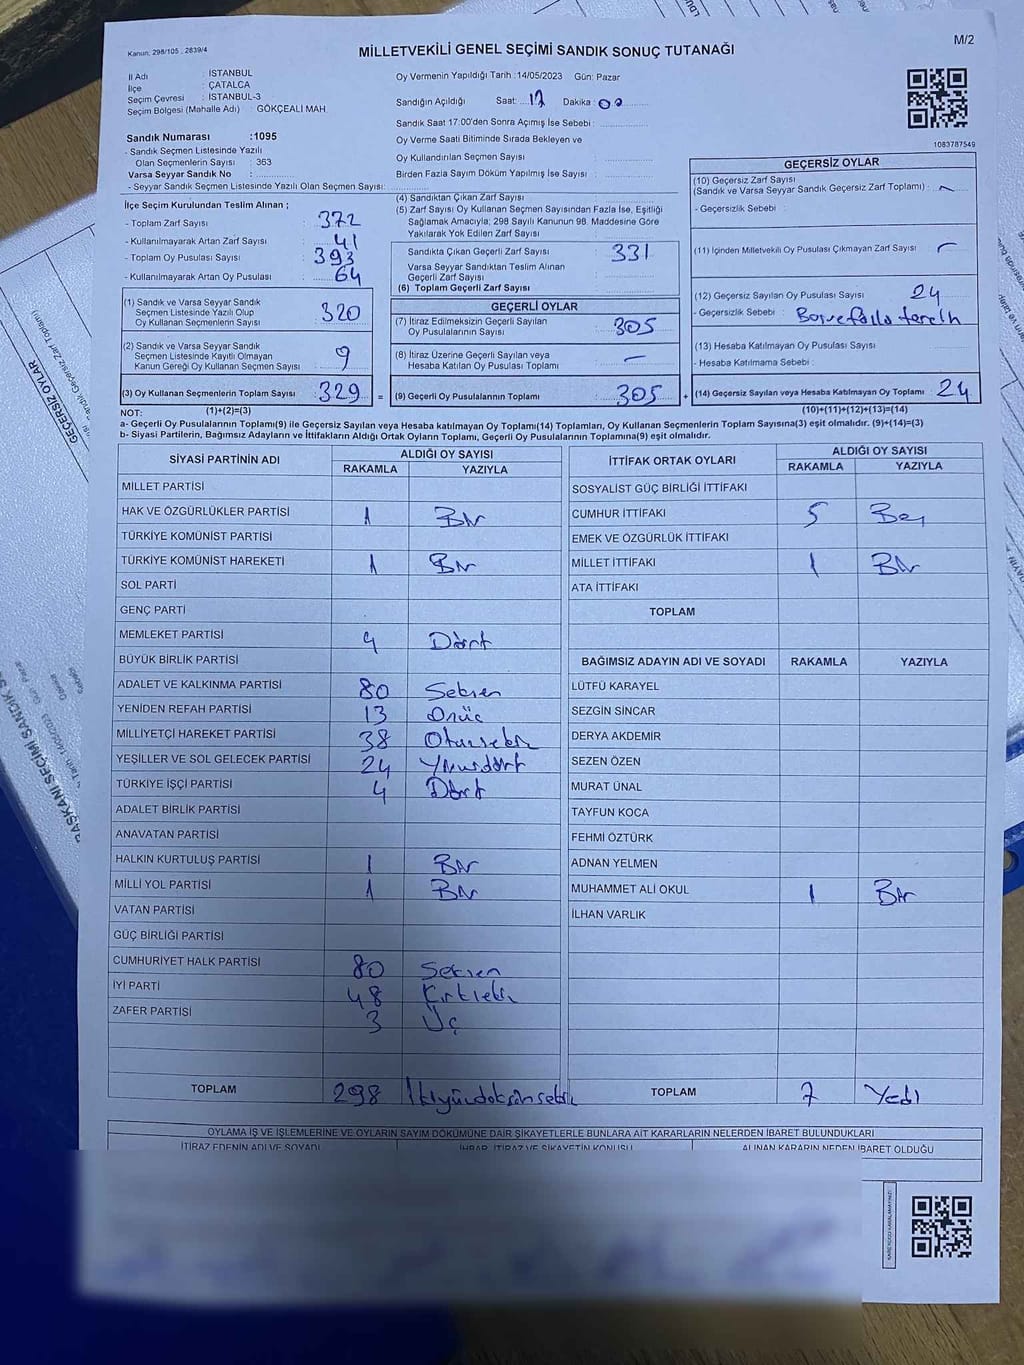 M/2
Kanun: 298/105 , 2839/4
MİLLETVEKİLİ GENEL SEÇİMİ SANDIK SONUÇ TUTANAĞI
İl Adı : İSTANBUL
İlçe : ÇATALCA
Seçim Çevresi : İSTANBUL-3
Seçim Bölgesi (Mahalle Adı) : GÖKÇEALİ MAH
Sandık Numarası :1095
- Sandık Seçmen Listesinde Yazılı
Olan Seçmenlerin Sayısı : 363
Varsa Seyyar Sandık No :
- Seyyar Sandık Seçmen Listesinde Yazılı Olan Seçmen Sayısı:
Oy Vermenin Yapıldığı Tarih :14/05/2023 Gün: Pazar
Sandığın Açıldığı Saat: 17 Dakika : 00
Sandık Saat 17:00'den Sonra Açımış İse Sebebi :
Oy Verme Saati Bitiminde Sırada Bekleyen ve
Oy Kullandırılan Seçmen Sayısı :
Birden Fazla Sayım Döküm Yapılmış İse Sayısı :
1083787549
İlçe Seçim Kurulundan Teslim Alınan ;
- Toplam Zarf Sayısı : 372
- Kullanılmayarak Artan Zarf Sayısı : 41
- Toplam Oy Pusulası Sayısı : 393
- Kullanılmayarak Artan Oy Pusulası : 64
(1) Sandık ve Varsa Seyyar Sandık
Seçmen Listesinde Yazılı Olup
Oy Kullanan Seçmenlerin Sayısı : 320
(2) Sandık ve Varsa Seyyar Sandık
Seçmen Listesinde Kayıtlı Olmayan
Kanun Gereği Oy Kullanan Seçmen Sayısı : 9
(3) Oy Kullanan Seçmenlerin Toplam Sayısı : 329 =
(4) Sandıktan Çıkan Zarf Sayısı :
(5) Zarf Sayısı Oy Kullanan Seçmen Sayısından Fazla İse, Eşitliği
Sağlamak Amacıyla; 298 Sayılı Kanunun 98. Maddesine Göre
Yakılarak Yok Edilen Zarf Sayısı :
Sandıkta Çıkan Geçerli Zarf Sayısı : 331
Varsa Seyyar Sandıktan Teslim Alınan
Geçerli Zarf Sayısı
(6) Toplam Geçerli Zarf Sayısı :
GEÇERLİ OYLAR
(7) İtiraz Edilmeksizin Geçerli Sayılan
Oy Pusulalarının Sayısı : 305
(8) İtiraz Üzerine Geçerli Sayılan veya
Hesaba Katılan Oy Pusulası Toplamı : —
(9) Geçerli Oy Pusulalarının Toplamı : 305 +
GEÇERSİZ OYLAR
(10) Geçersiz Zarf Sayısı
(Sandık ve Varsa Seyyar Sandık Geçersiz Zarf Toplamı) : –
- Geçersizlik Sebebi :
(11) İçinden Milletvekili Oy Pusulası Çıkmayan Zarf Sayısı : –
(12) Geçersiz Sayılan Oy Pusulası Sayısı : 24
- Geçersizlik Sebebi : fazla tercih
(13) Hesaba Katılmayan Oy Pusulası Sayısı :
- Hesaba Katılmama Sebebi :
(14) Geçersiz Sayılan veya Hesaba Katılmayan Oy Toplamı : 24
NOT: (1)+(2)=(3) (10)+(11)+(12)+(13)=(14)
a- Geçerli Oy Pusulalarının Toplamı(9) ile Geçersiz Sayılan veya Hesaba katılmayan Oy Toplamı(14) Toplamları, Oy Kullanan Seçmenlerin Toplam Sayısına(3) eşit olmalıdır. (9)+(14)=(3)
b- Siyasi Partilerin, Bağımsız Adayların ve İttifakların Aldığı Ortak Oyların Toplamı, Geçerli Oy Pusulalarının Toplamına(9) eşit olmalıdır.
SİYASİ PARTİNİN ADI ALDIĞI OY SAYISI
RAKAMLA YAZIYLA
MİLLET PARTİSİ
HAK VE ÖZGÜRLÜKLER PARTİSİ 1 Bir
TÜRKİYE KOMÜNİST PARTİSİ
TÜRKİYE KOMÜNİST HAREKETİ 1 Bir
SOL PARTİ
GENÇ PARTİ
MEMLEKET PARTİSİ 4 Dört
BÜYÜK BİRLİK PARTİSİ
ADALET VE KALKINMA PARTİSİ 80 Seksen
YENİDEN REFAH PARTİSİ 13 Onüç
MİLLİYETÇİ HAREKET PARTİSİ 38 Otuzsekiz
YEŞİLLER VE SOL GELECEK PARTİSİ 24 Yirmidört
TÜRKİYE İŞÇİ PARTİSİ 4 Dört
ADALET BİRLİK PARTİSİ
ANAVATAN PARTİSİ
HALKIN KURTULUŞ PARTİSİ 1 Bir
MİLLİ YOL PARTİSİ 1 Bir
VATAN PARTİSİ
GÜÇ BİRLİĞİ PARTİSİ
CUMHURİYET HALK PARTİSİ 80 Seksen
İYİ PARTİ 48 Kırksekiz
ZAFER PARTİSİ 3 Üç
TOPLAM 298 İkiyüzdoksansekiz
İTTİFAK ORTAK OYLARI ALDIĞI OY SAYISI
RAKAMLA YAZIYLA
SOSYALİST GÜÇ BİRLİĞİ İTTİFAKI
CUMHUR İTTİFAKI 5 Beş
EMEK VE ÖZGÜRLÜK İTTİFAKI
MİLLET İTTİFAKI 1 Bir
ATA İTTİFAKI
TOPLAM
BAĞIMSIZ ADAYIN ADI VE SOYADI RAKAMLA YAZIYLA
LÜTFÜ KARAYEL
SEZGİN SİNCAR
DERYA AKDEMİR
SEZEN ÖZEN
MURAT ÜNAL
TAYFUN KOCA
FEHMİ ÖZTÜRK
ADNAN YELMEN
MUHAMMET ALİ OKUL 1 Bir
İLHAN VARLIK
TOPLAM 7 Yedi
OYLAMA İŞ VE İŞLEMLERİNE VE OYLARIN SAYIM DÖKÜMÜNE DAİR ŞİKAYETLERLE BUNLARA AİT KARARLARIN NELERDEN İBARET BULUNDUKLARI
İTİRAZ EDENİN ADI VE SOYADI İHBAR, İTİRAZ VE ŞİKAYETİN KONUSU ALINAN KARARIN NEDEN İBARET OLDUĞU
GEÇERSİZ OYLAR